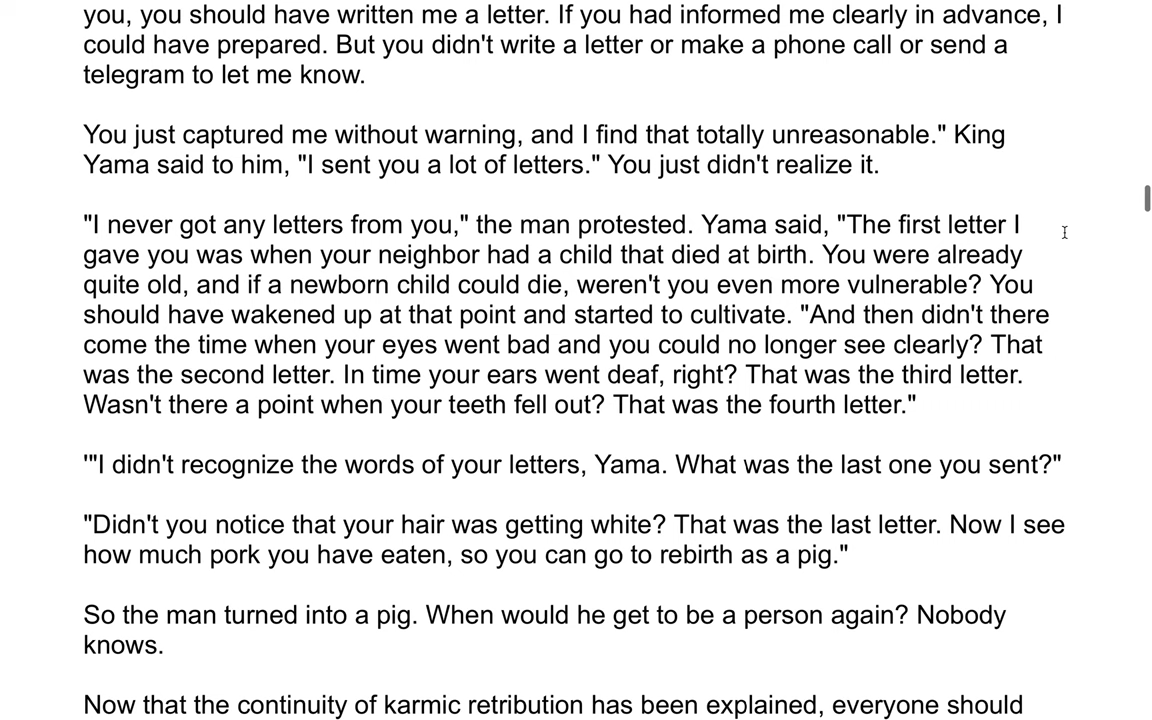 you, you should have written me a letter. If you had informed me clearly in advance, I
could have prepared. But you didn't write a letter or make a phone call or send a
telegram to let me know.
You just captured me without warning, and I find that totally unreasonable." King
Yama said to him, "I sent you a lot of letters." You just didn't realize it.
"I never got any letters from you," the man protested. Yama said, "The first letter I
gave you was when your neighbor had a child that died at birth. You were already
quite old, and if a newborn child could die, weren't you even more vulnerable? You
should have wakened up at that point and started to cultivate. "And then didn't there
come the time when your eyes went bad and you could no longer see clearly? That
was the second letter. In time your ears went deaf, right? That was the third letter.
Wasn't there a point when your teeth fell out? That was the fourth letter."
'"I didn't recognize the words of your letters, Yama. What was the last one you sent?"
"Didn't you notice that your hair was getting white? That was the last letter. Now I see
how much pork you have eaten, so you can go to rebirth as a pig."
So the man turned into a pig. When would he get to be a person again? Nobody
knows.
Now that the continuity of karmic retribution has been explained, everyone should